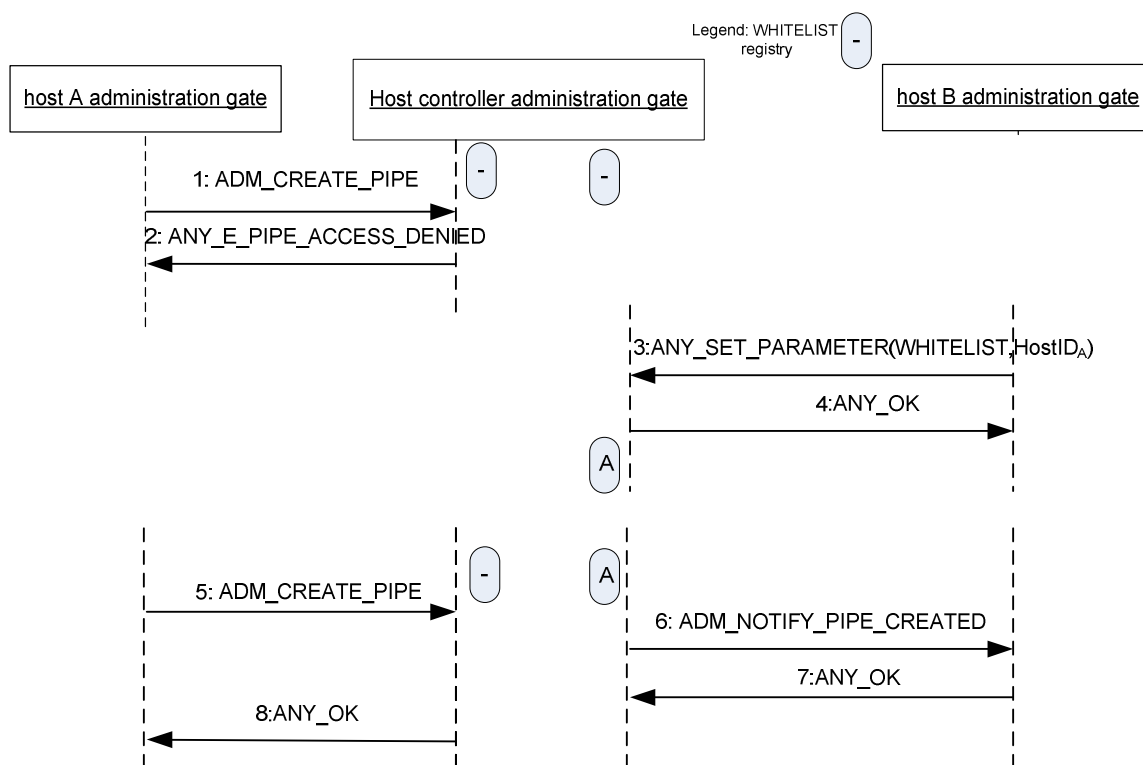 Legend: WHITELIST
registry
-
host A administration gate
Host controller administration gate
host B administration gate
-
-
1: ADM_CREATE_PIPE
2: ANY_E_PIPE_ACCESS_DENIED
3:ANY_SET_PARAMETER(WHITELIST,HostIDA)
4:ANY_OK
A
-
A
5: ADM_CREATE_PIPE
6: ADM_NOTIFY_PIPE_CREATED
7:ANY_OK
8:ANY_OK